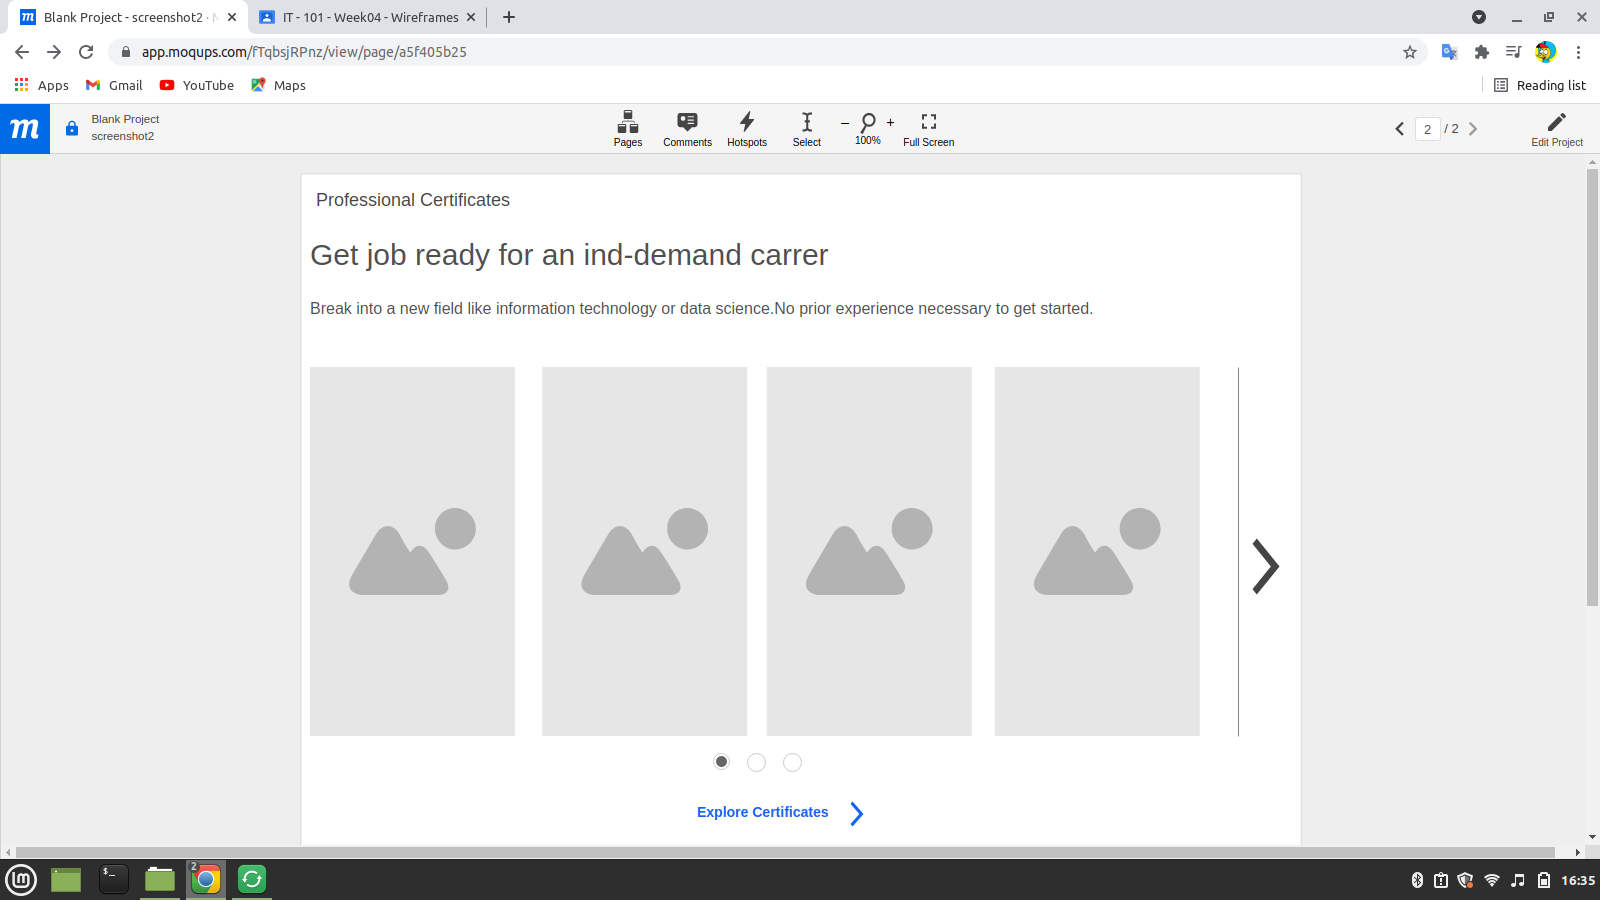 Blank Project - screenshot2 ·
IT - 101 - Week04 - Wireframes
app.moqups.com/fTqbsjRPnz/view/page/a5f405b25
Apps
Gmail
YouTube
Maps
Reading list
m
Blank Project
screenshot2
Pages
Comments
Hotspots
Select
– 100% +
Full Screen
2 / 2
Edit Project
Professional Certificates
Get job ready for an ind-demand carrer
Break into a new field like information technology or data science.No prior experience necessary to get started.
Explore Certificates
$_
2
16:35